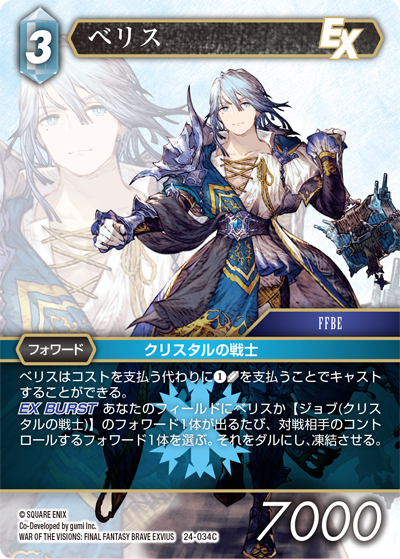 3
ベリス
EX
FFBE
フォワード
クリスタルの戦士
ベリスはコストを支払う代わりに❶を支払うことでキャスト
することができる。
EX BURST あなたのフィールドにベリスか【ジョブ(クリス
タルの戦士)】のフォワード1体が出るたび、対戦相手のコント
ロールするフォワード1体を選ぶ。それをダルにし、凍結させる。
© SQUARE ENIX
Co-Developed by gumi Inc.
WAR OF THE VISIONS: FINAL FANTASY BRAVE EXVIUS
24-034C
7000